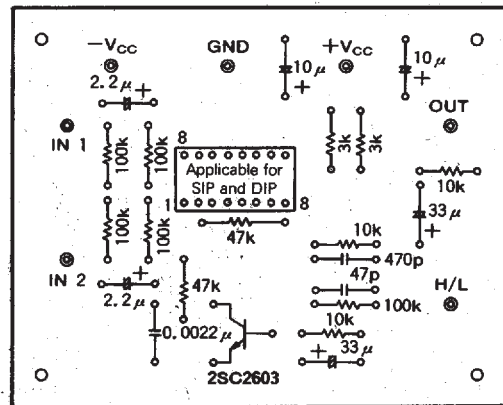 −VCC
GND
+VCC
2.2μ
+
10μ
+
10μ
+
OUT
IN 1
100k
100k
8
Applicable for
SIP and DIP
1
8
3k
3k
10k
+
33μ
47k
100k
100k
10k
470p
47p
100k
IN 2
+
2.2μ
47k
H/L
0.0022μ
10k
+
33μ
2SC2603